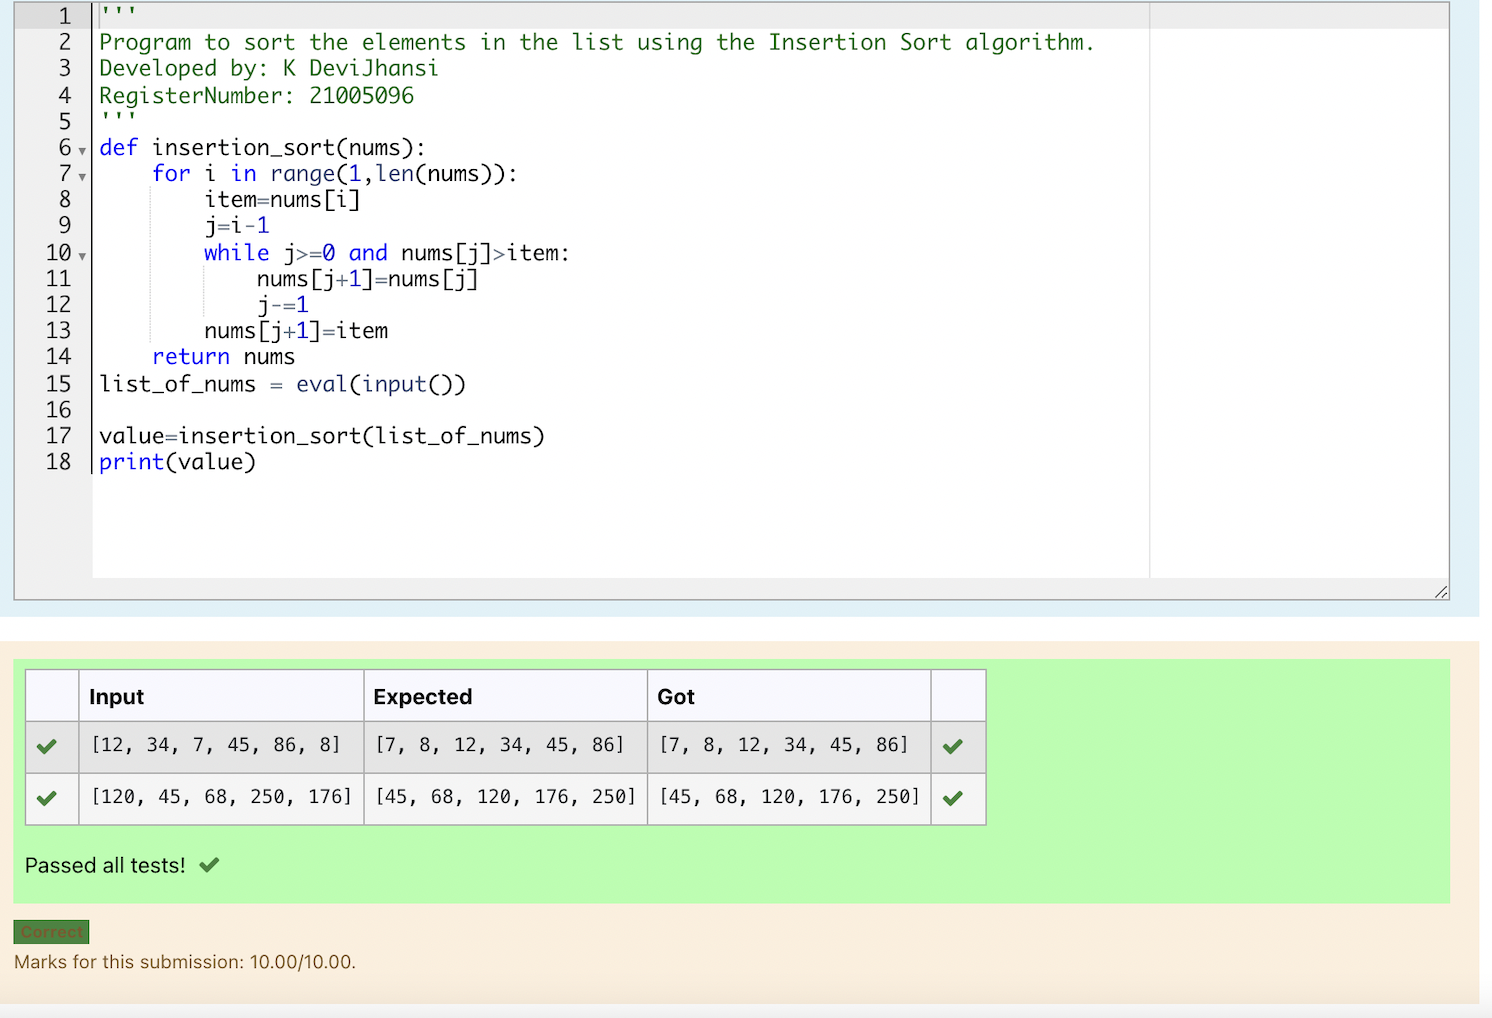 1 '''
2 Program to sort the elements in the list using the Insertion Sort algorithm.
3 Developed by: K DeviJhansi
4 RegisterNumber: 21005096
5 '''
6 def insertion_sort(nums):
7     for i in range(1,len(nums)):
8         item=nums[i]
9         j=i-1
10         while j>=0 and nums[j]>item:
11             nums[j+1]=nums[j]
12             j-=1
13         nums[j+1]=item
14     return nums
15 list_of_nums = eval(input())
16
17 value=insertion_sort(list_of_nums)
18 print(value)
Input Expected Got
[12, 34, 7, 45, 86, 8] [7, 8, 12, 34, 45, 86] [7, 8, 12, 34, 45, 86]
[120, 45, 68, 250, 176] [45, 68, 120, 176, 250] [45, 68, 120, 176, 250]
Passed all tests!
Correct
Marks for this submission: 10.00/10.00.